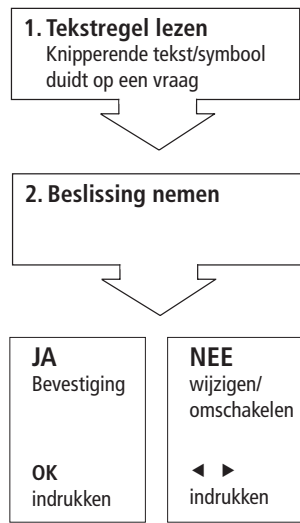 1. Tekstregel lezen
Knipperende tekst/symbool
duidt op een vraag
2. Beslissing nemen
JA
Bevestiging
OK
indrukken
NEE
wijzigen/
omschakelen
◄ ►
indrukken